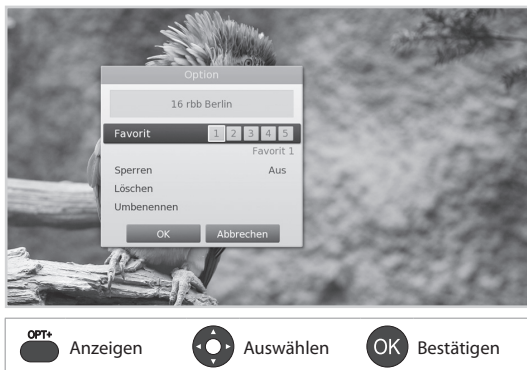 Option
16 rbb Berlin
Favorit 1 2 3 4 5
Favorit 1
Sperren Aus
Löschen
Umbenennen
OK Abbrechen
OPT+ Anzeigen Auswählen OK Bestätigen